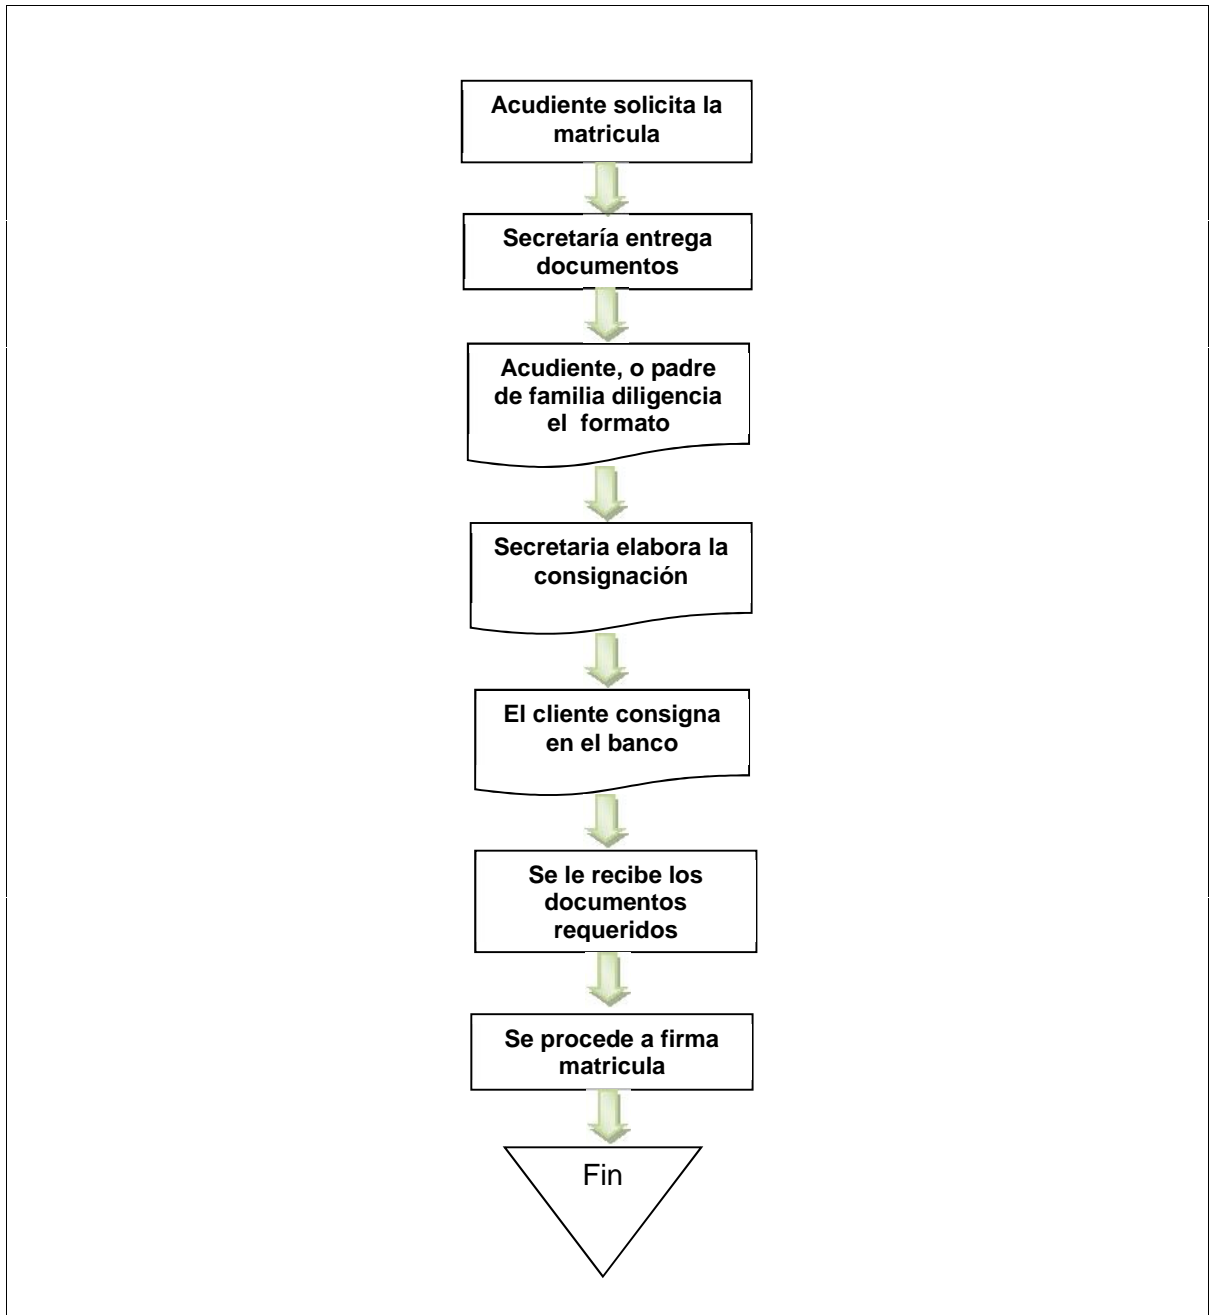 Acudiente solicita la
matricula
Secretaría entrega
documentos
Acudiente, o padre
de familia diligencia
el formato
Secretaria elabora la
consignación
El cliente consigna
en el banco
Se le recibe los
documentos
requeridos
Se procede a firma
matricula
Fin